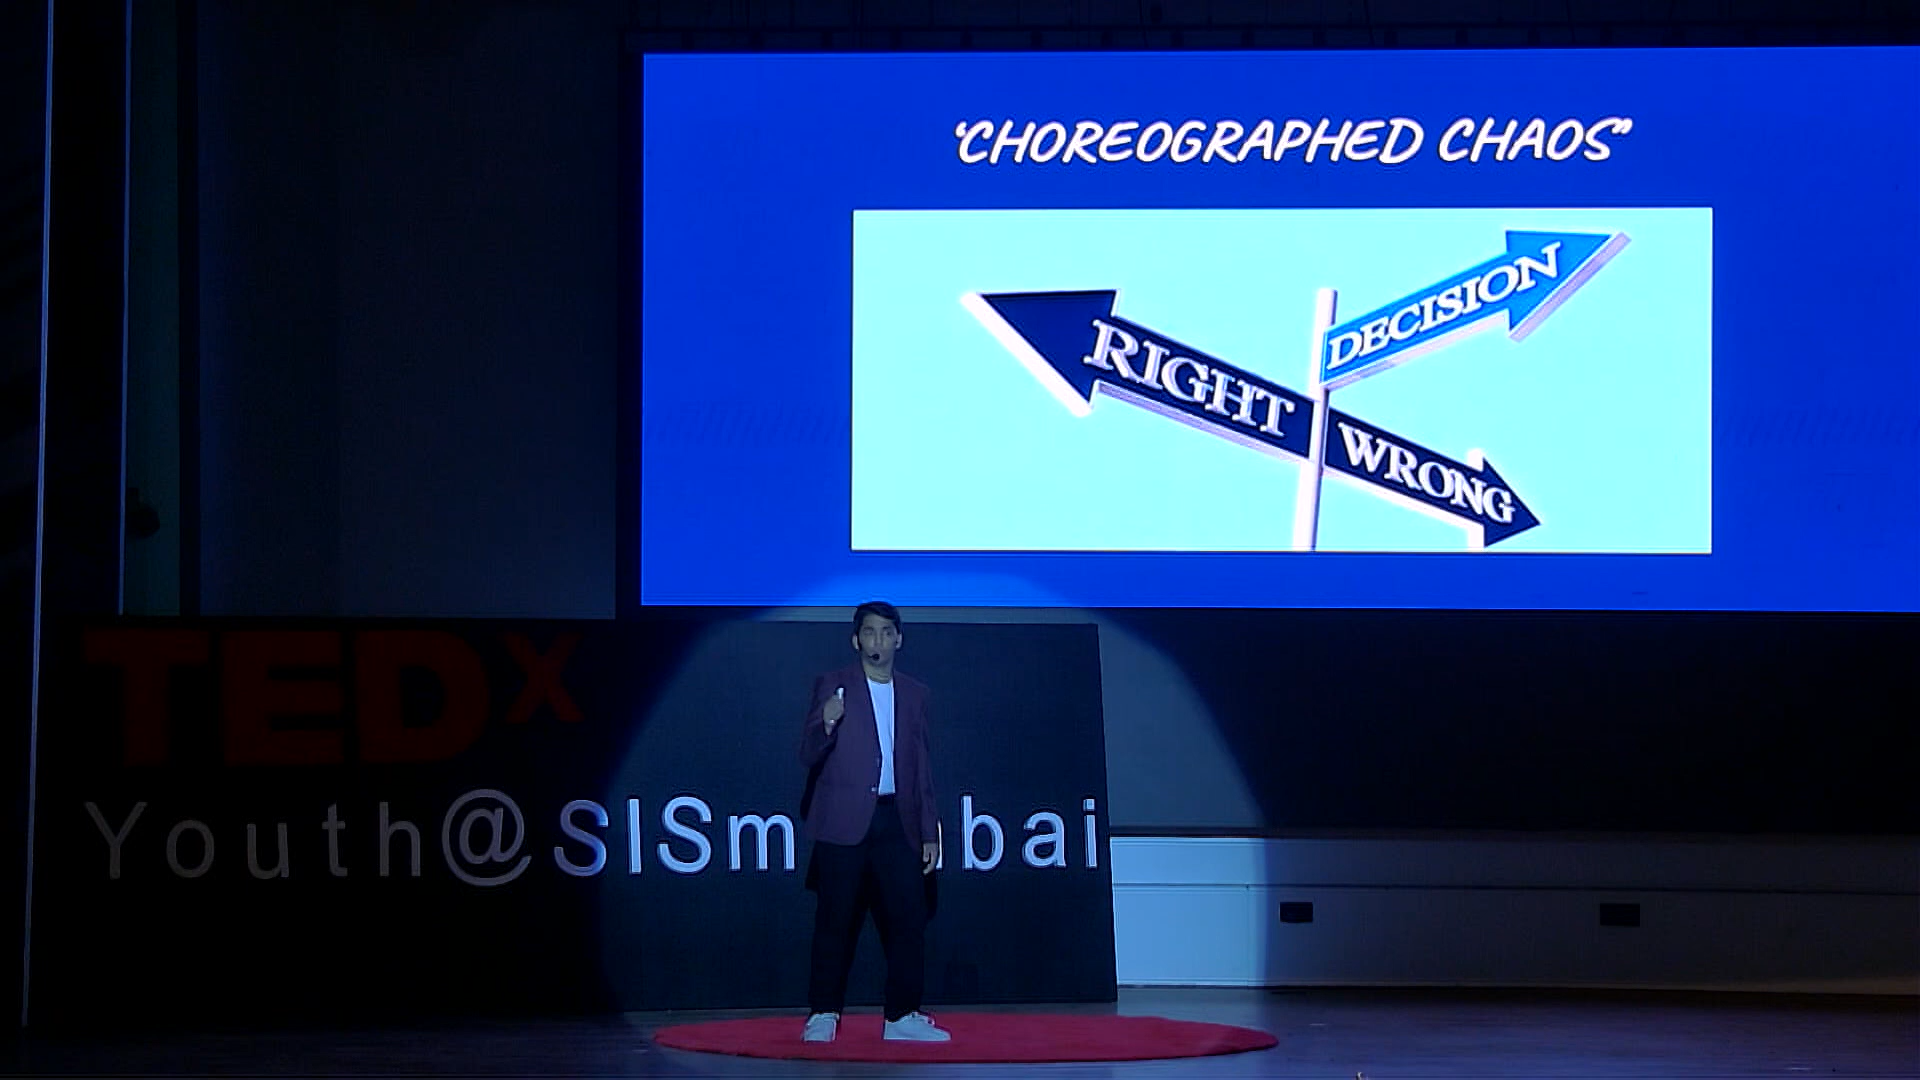 ‘CHOREOGRAPHED CHAOS’
DECISION
RIGHT
WRONG
TEDx
Youth@SISm bai